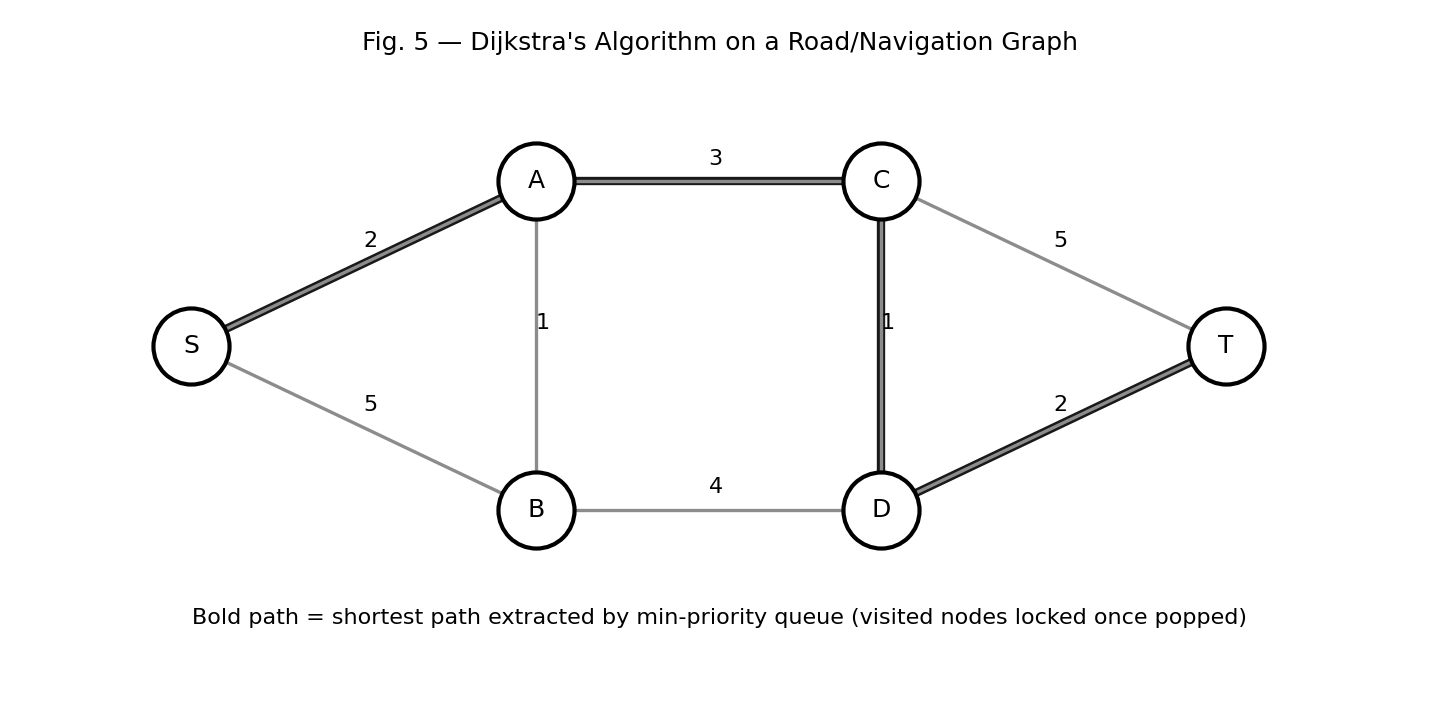 Fig. 5 — Dijkstra's Algorithm on a Road/Navigation Graph
3
A
C
2
5
1
1
S
T
5
2
4
B
D
Bold path = shortest path extracted by min-priority queue (visited nodes locked once popped)